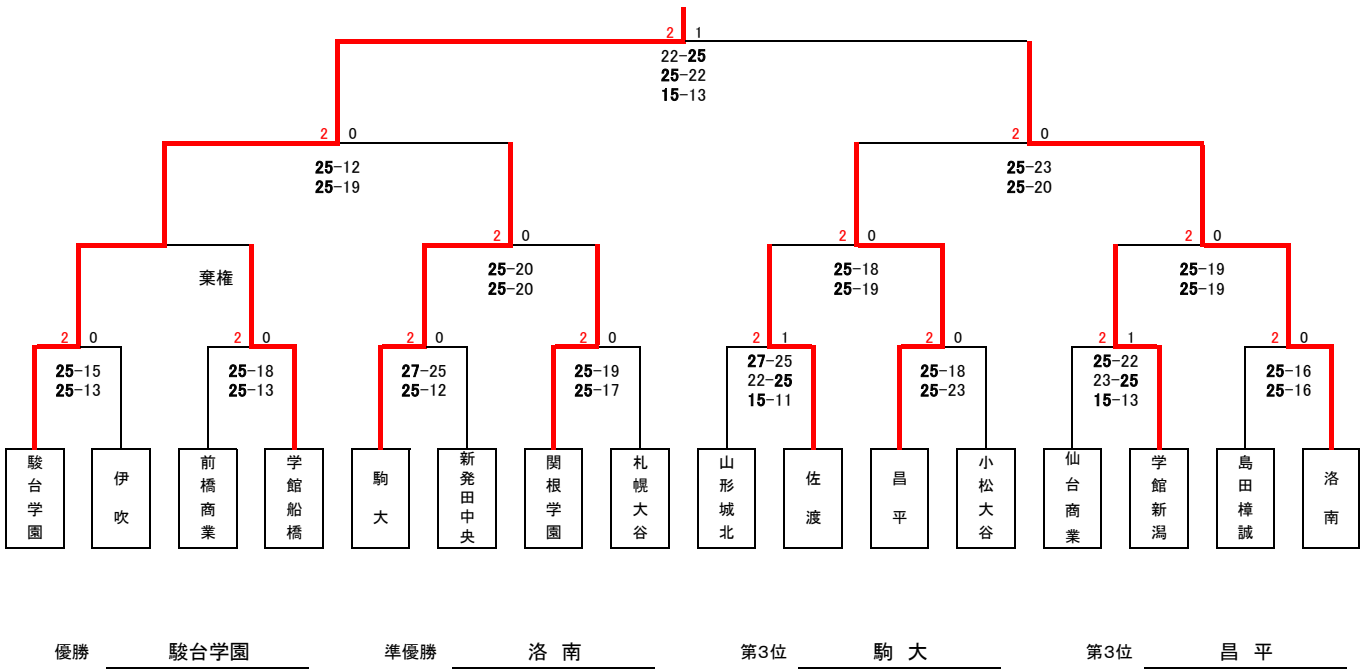 2 1
22-25
25-22
15-13
2 0
25-12
25-19
2 0
25-23
25-20
棄権
2 0
25-20
25-20
2 0
25-18
25-19
2 0
25-19
25-19
2 0
25-15
25-13
2 0
25-18
25-13
2 0
27-25
25-12
2 0
25-19
25-17
2 1
27-25
22-25
15-11
2 0
25-18
25-23
2 1
25-22
23-25
15-13
2 0
25-16
25-16
駿台学園
伊吹
前橋商業
学館船橋
駒大
新発田中央
関根学園
札幌大谷
山形城北
佐渡
昌平
小松大谷
仙台商業
学館新潟
島田樟誠
洛南
優勝 駿台学園 準優勝 洛 南 第3位 駒 大 第3位 昌 平